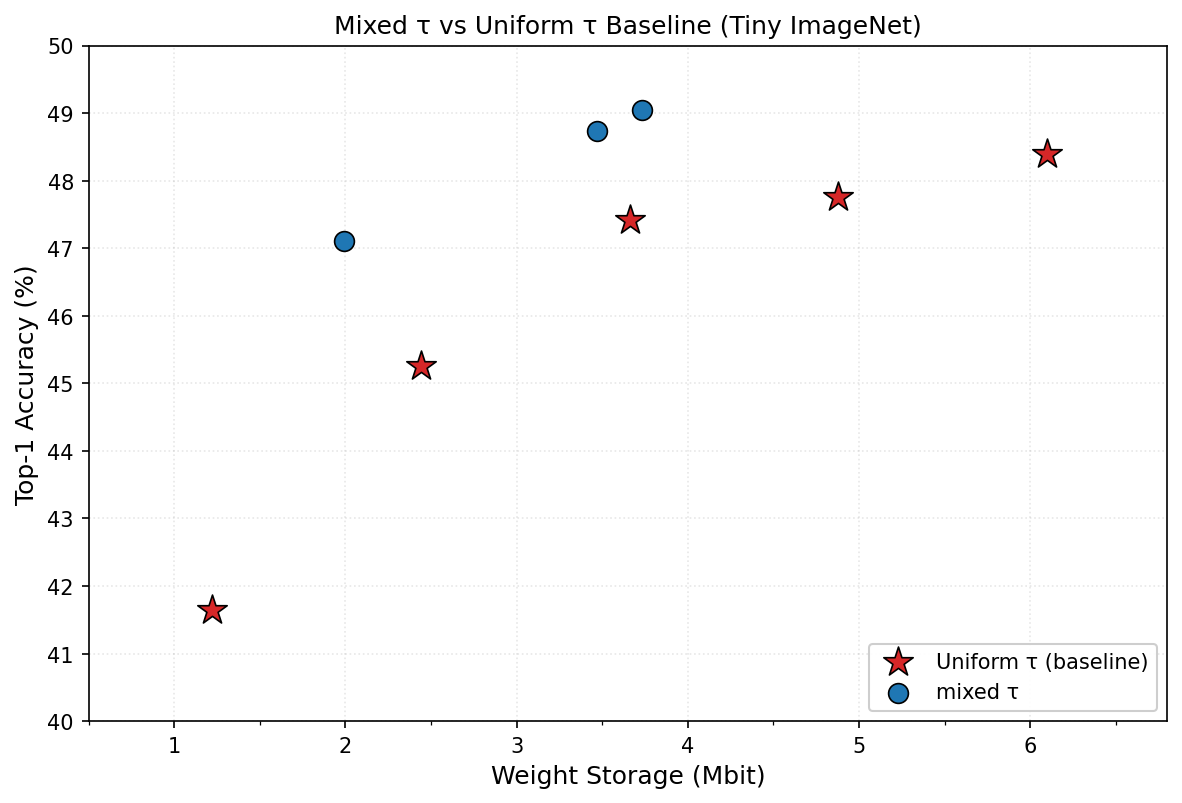 Mixed τ vs Uniform τ Baseline (Tiny ImageNet)
50
49
48
47
46
45
44
43
42
41
40
Top-1 Accuracy (%)
Uniform τ (baseline)
mixed τ
1 2 3 4 5 6
Weight Storage (Mbit)